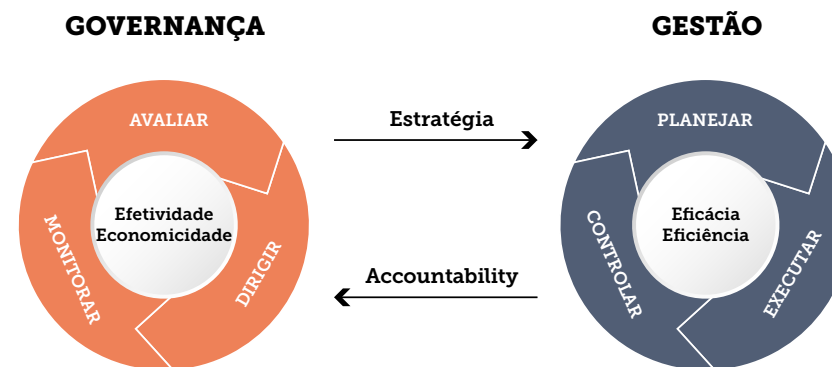 GOVERNANÇA
GESTÃO
AVALIAR
DIRIGIR
MONITORAR
Efetividade
Economicidade
Estratégia
Accountability
PLANEJAR
EXECUTAR
CONTROLAR
Eficácia
Eficiência